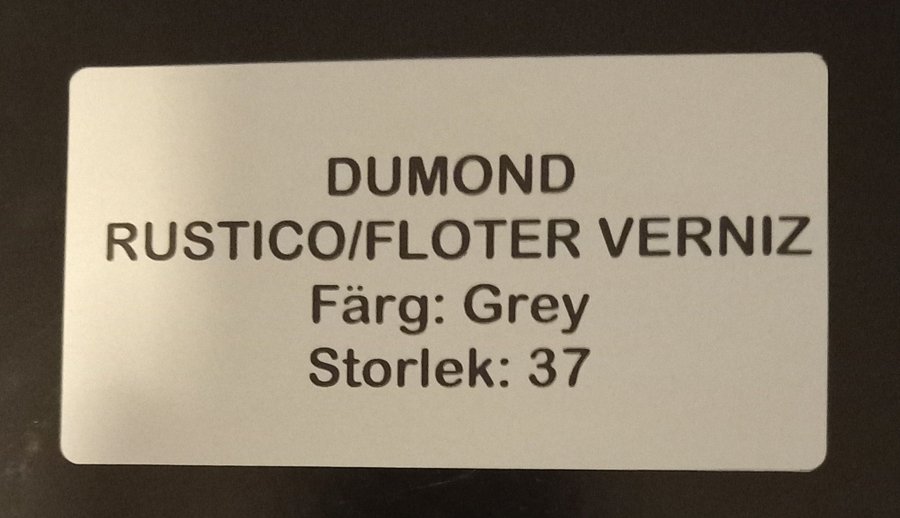 DUMOND
RUSTICO/FLOTER VERNIZ
Färg: Grey
Storlek: 37